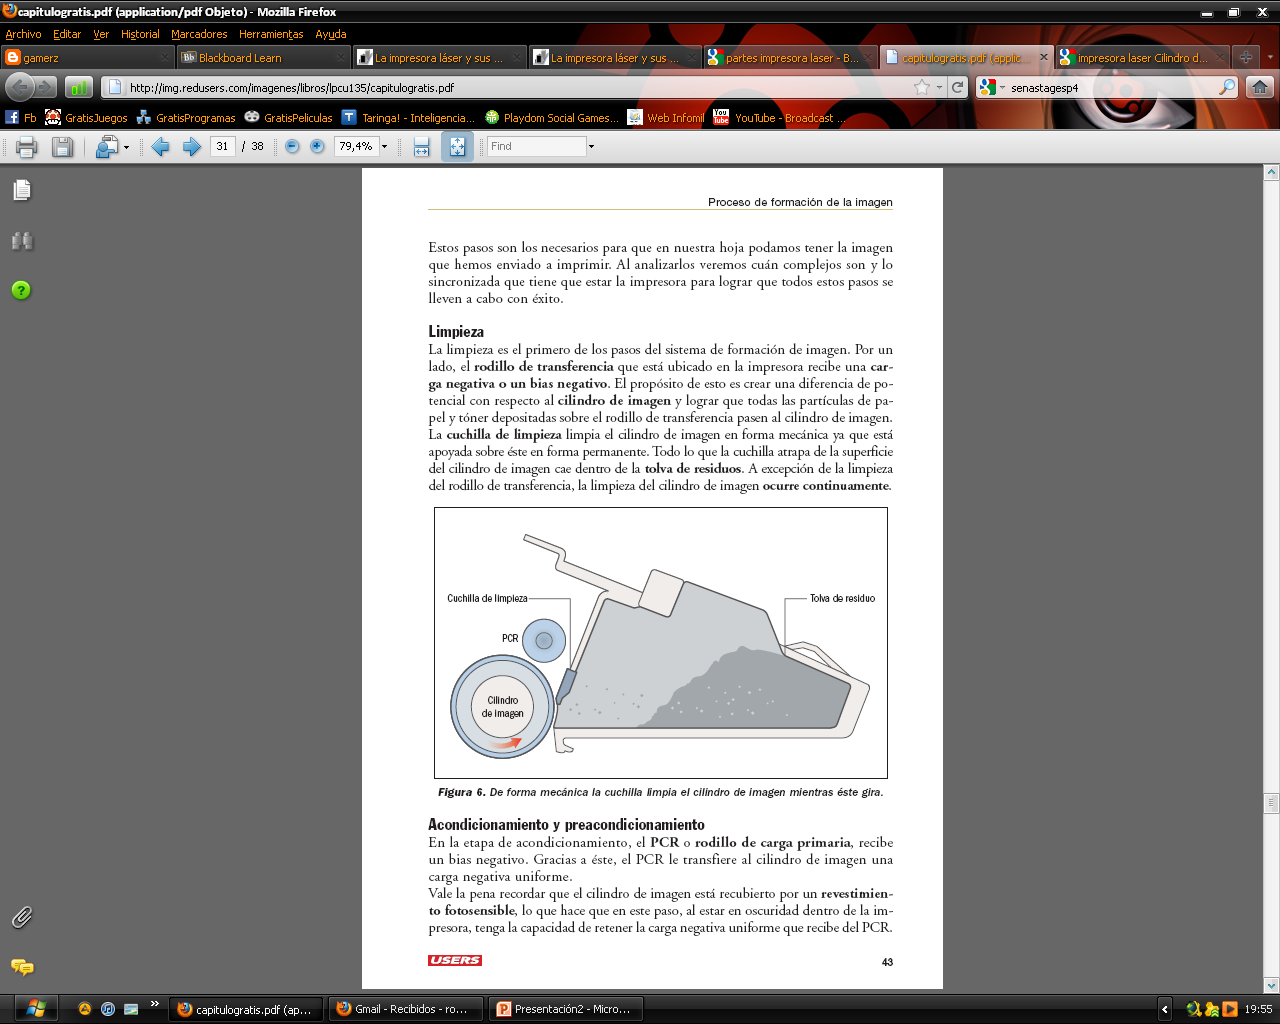 capitulogratis.pdf (application/pdf Objeto) - Mozilla Firefox
Archivo Editar Ver Historial Marcadores Herramientas Ayuda
gamerz
Blackboard Learn
La impresora láser y sus ...
La impresora láser y sus ...
partes impresora laser - B...
capitulogratis.pdf (applic...
impresora laser Cilindro d...
http://img.redusers.com/imagenes/libros/lpcu135/capitulogratis.pdf
senastagesp4
Fb
GratisJuegos
GratisProgramas
GratisPeliculas
Taringa! - Inteligencia...
Playdom Social Games...
Web Infomil
YouTube - Broadcast ...
31 / 38
79,4%
Find
Proceso de formación de la imagen
Estos pasos son los necesarios para que en nuestra hoja podamos tener la imagen
que hemos enviado a imprimir. Al analizarlos veremos cuán complejos son y lo
sincronizada que tiene que estar la impresora para lograr que todos estos pasos se
lleven a cabo con éxito.
Limpieza
La limpieza es el primero de los pasos del sistema de formación de imagen. Por un
lado, el rodillo de transferencia que está ubicado en la impresora recibe una car-
ga negativa o un bias negativo. El propósito de esto es crear una diferencia de po-
tencial con respecto al cilindro de imagen y lograr que todas las partículas de pa-
pel y tóner depositadas sobre el rodillo de transferencia pasen al cilindro de imagen.
La cuchilla de limpieza limpia el cilindro de imagen en forma mecánica ya que está
apoyada sobre éste en forma permanente. Todo lo que la cuchilla atrapa de la superficie
del cilindro de imagen cae dentro de la tolva de residuos. A excepción de la limpieza
del rodillo de transferencia, la limpieza del cilindro de imagen ocurre continuamente.
Cuchilla de limpieza
Tolva de residuo
PCR
Cilindro
de imagen
Figura 6. De forma mecánica la cuchilla limpia el cilindro de imagen mientras éste gira.
Acondicionamiento y preacondicionamiento
En la etapa de acondicionamiento, el PCR o rodillo de carga primaria, recibe
un bias negativo. Gracias a éste, el PCR le transfiere al cilindro de imagen una
carga negativa uniforme.
Vale la pena recordar que el cilindro de imagen está recubierto por un revestimien-
to fotosensible, lo que hace que en este paso, al estar en oscuridad dentro de la im-
presora, tenga la capacidad de retener la carga negativa uniforme que recibe del PCR.
USERS
43
capitulogratis.pdf (ap...
Gmail - Recibidos - ro...
Presentación2 - Micro...
19:55